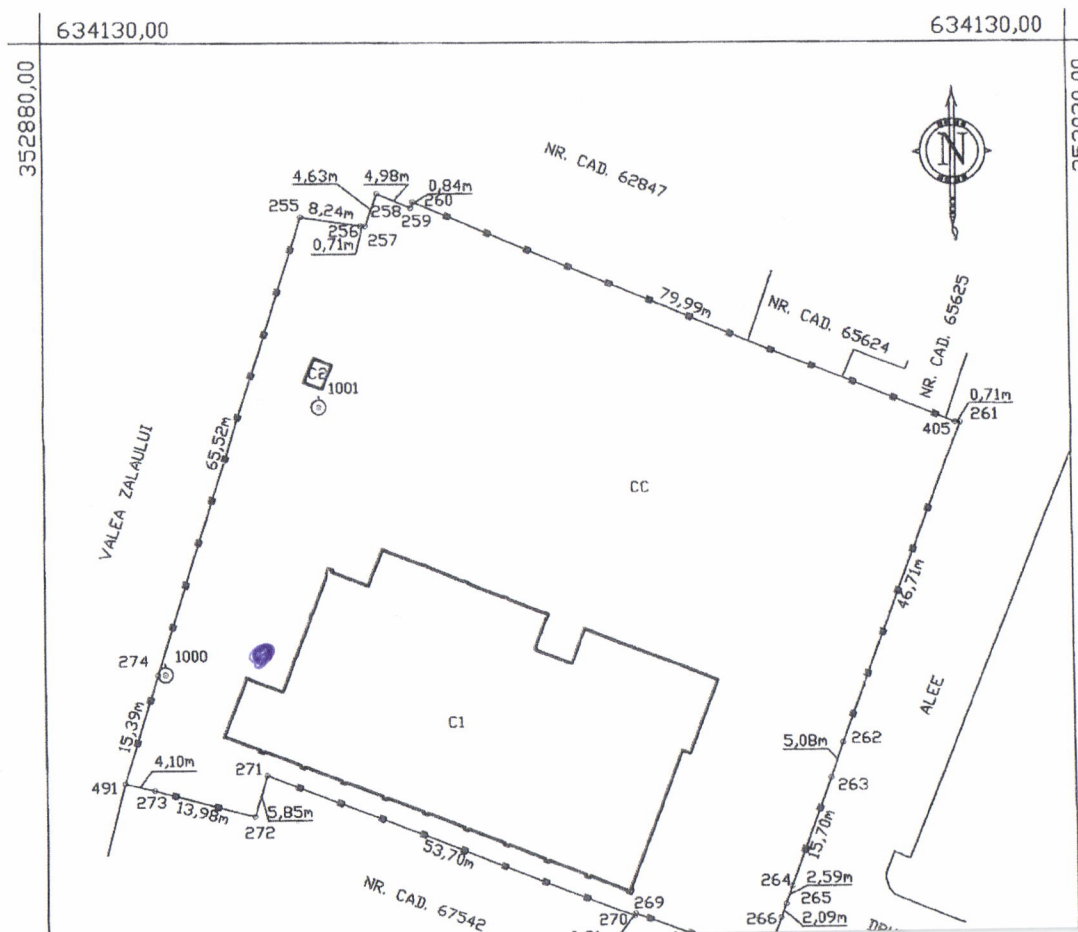 634130,00
634130,00
352880,00
N
NR. CAD. 62847
4,63m
4,98m
0,84m
255
8,24m
258
260
259
256
257
0,71m
79,99m
NR. CAD. 65624
NR. CAD. 65625
0,71m
261
405
C2
1001
65,52m
VALEA ZALAULUI
CC
46,71m
ALEE
274
1000
15,39m
C1
262
5,08m
263
4,10m
271
491
273
13,98m
272
5,85m
53,70m
15,70m
264
2,59m
265
269
270
266
2,09m
NR. CAD. 67542